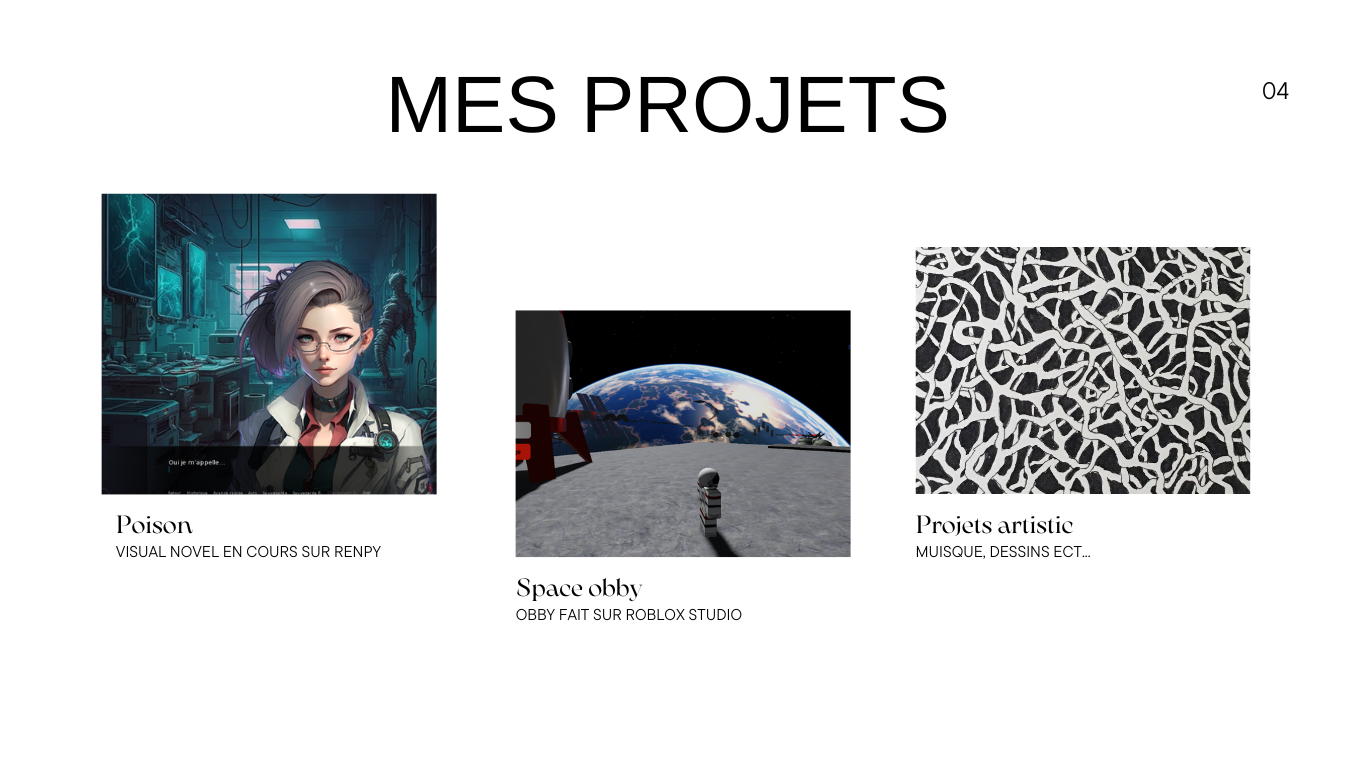 MES PROJETS
04
Oui je m'appelle...
Poison
VISUAL NOVEL EN COURS SUR RENPY
Space obby
OBBY FAIT SUR ROBLOX STUDIO
Projets artistic
MUISQUE, DESSINS ECT...